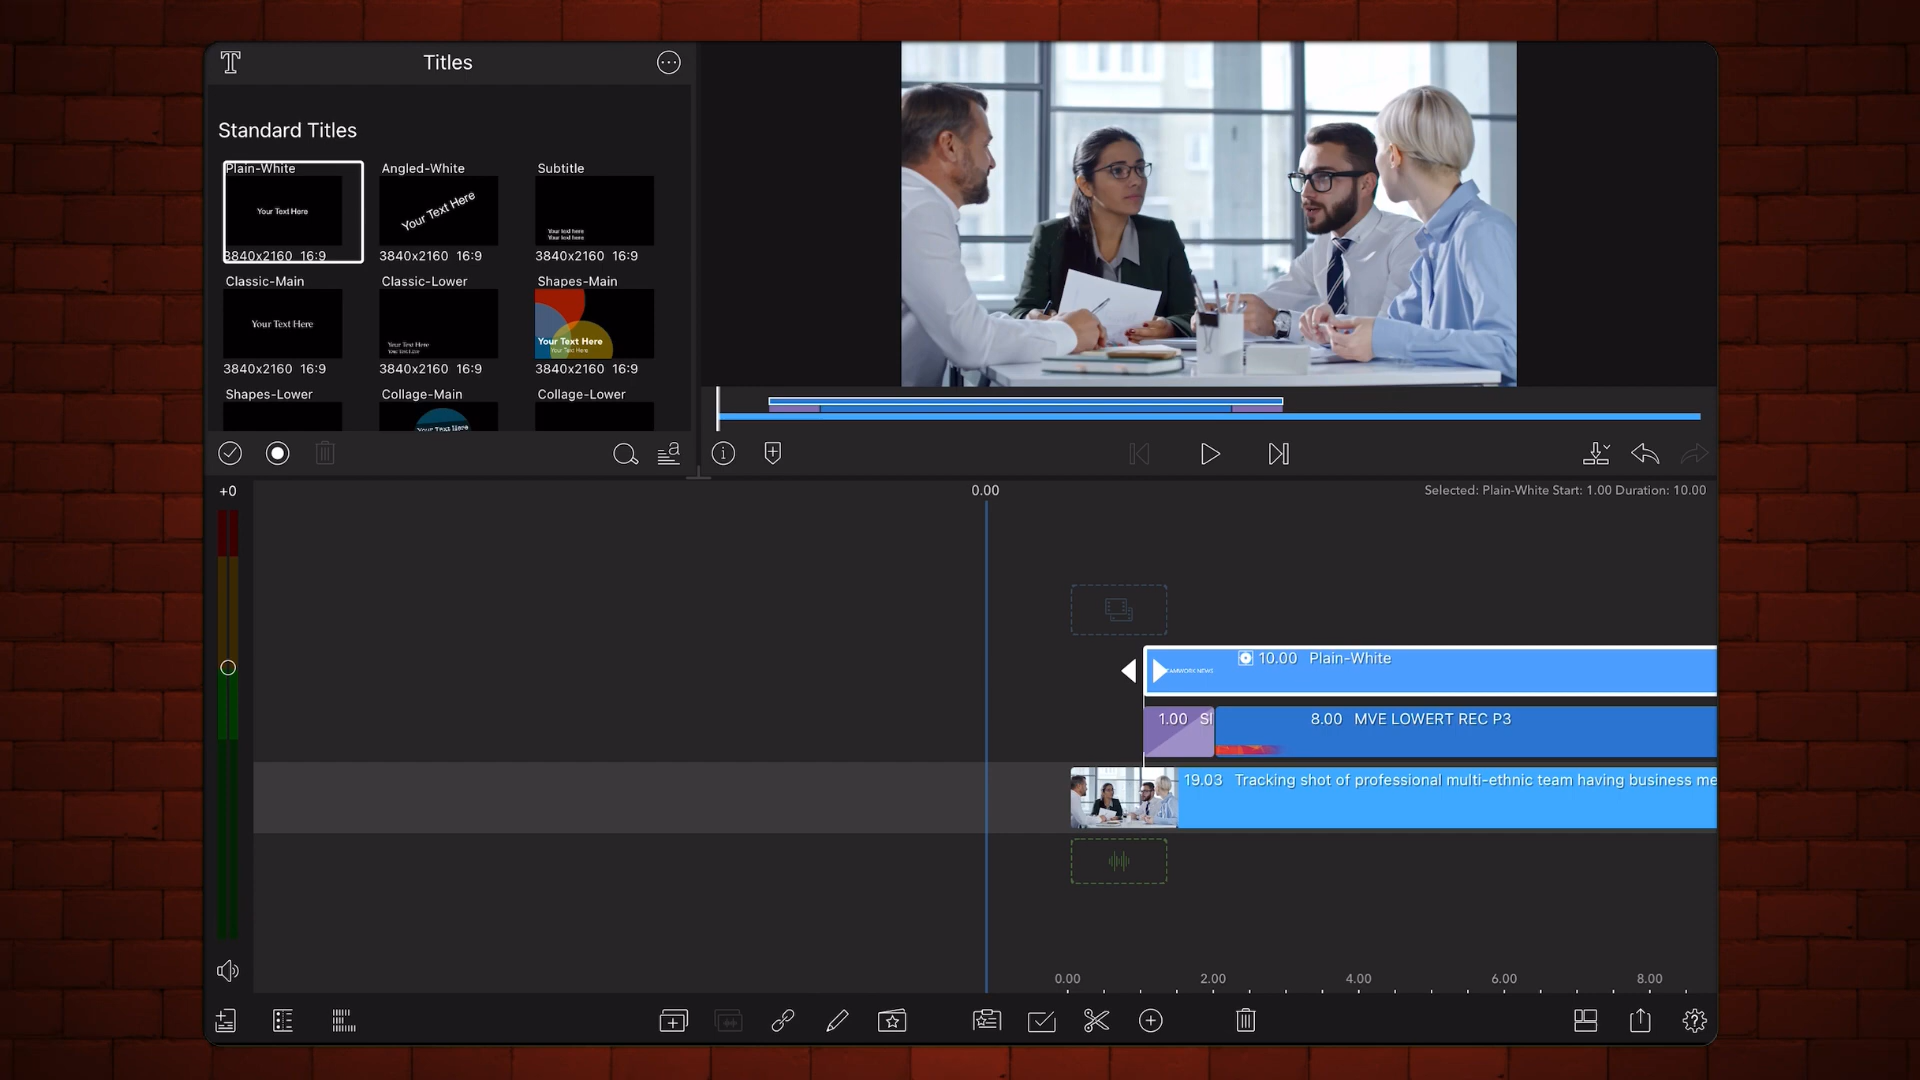 Titles
Standard Titles
Plain-White
Angled-White
Subtitle
Your Text Here
Your Text Here
Your text here
Your text here
3840x2160 16:9
3840x2160 16:9
3840x2160 16:9
Classic-Main
Classic-Lower
Shapes-Main
Your Text Here
Your Text Here
Your Text Here
Your Text Here
Your Text Here
3840x2160 16:9
3840x2160 16:9
3840x2160 16:9
Shapes-Lower
Collage-Main
Collage-Lower
Your Text Here
+0
0.00
Selected: Plain-White Start: 1.00 Duration: 10.00
10.00 Plain-White
TEAMWORK NEWS
1.00 Sl
8.00 MVE LOWERT REC P3
19.03 Tracking shot of professional multi-ethnic team having business me
0.00
2.00
4.00
6.00
8.00